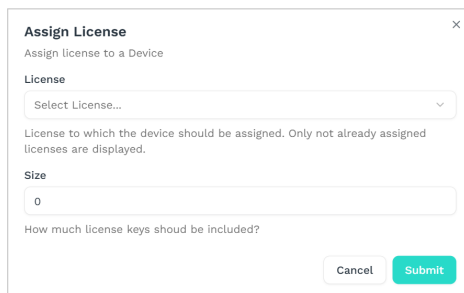 Assign License
Assign license to a Device
License
Select License...
License to which the device should be assigned. Only not already assigned
licenses are displayed.
Size
0
How much license keys shoud be included?
Cancel
Submit